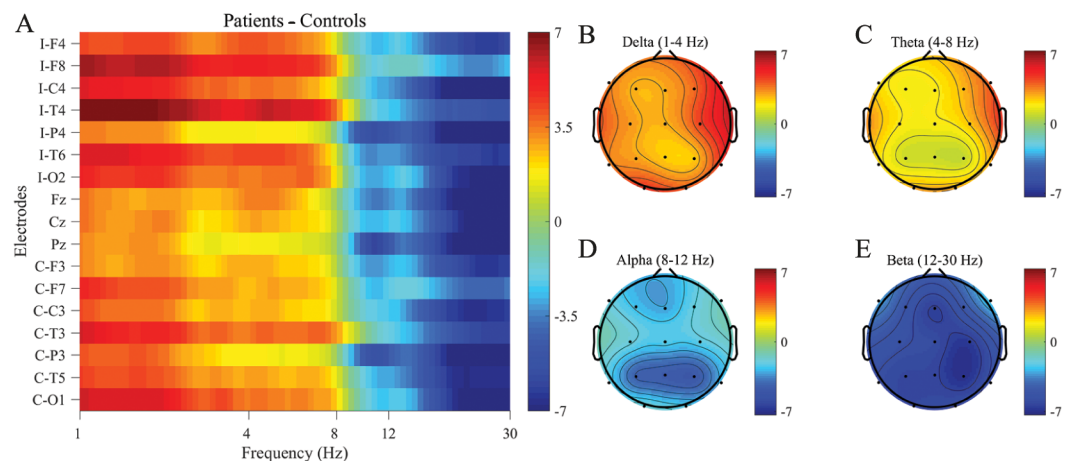 A
Patients - Controls
Electrodes
I-F4
I-F8
I-C4
I-T4
I-P4
I-T6
I-O2
Fz
Cz
Pz
C-F3
C-F7
C-C3
C-T3
C-P3
C-T5
C-O1
1
4
8
12
30
Frequency (Hz)
7
3.5
0
-3.5
-7
B
Delta (1-4 Hz)
7
0
-7
C
Theta (4-8 Hz)
7
0
-7
D
Alpha (8-12 Hz)
7
0
-7
E
Beta (12-30 Hz)
7
0
-7